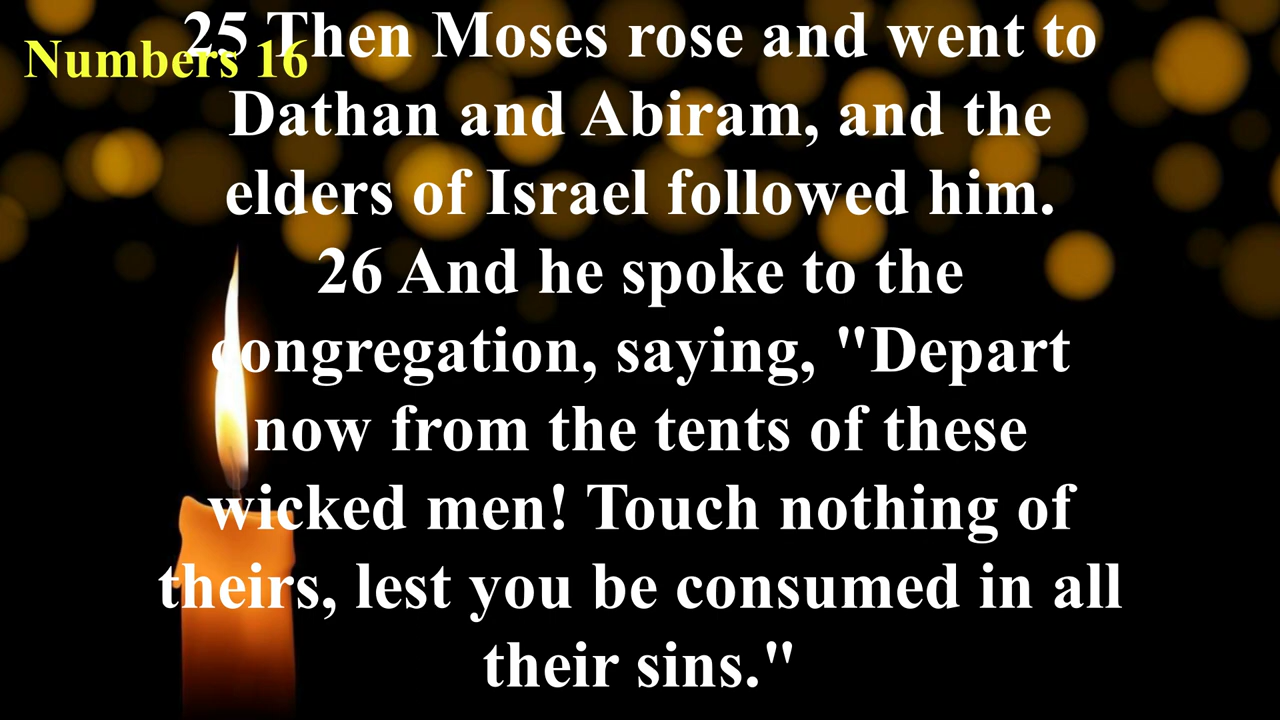 Numbers 16
25 Then Moses rose and went to
Dathan and Abiram, and the
elders of Israel followed him.
26 And he spoke to the
congregation, saying, "Depart
now from the tents of these
wicked men! Touch nothing of
theirs, lest you be consumed in all
their sins."